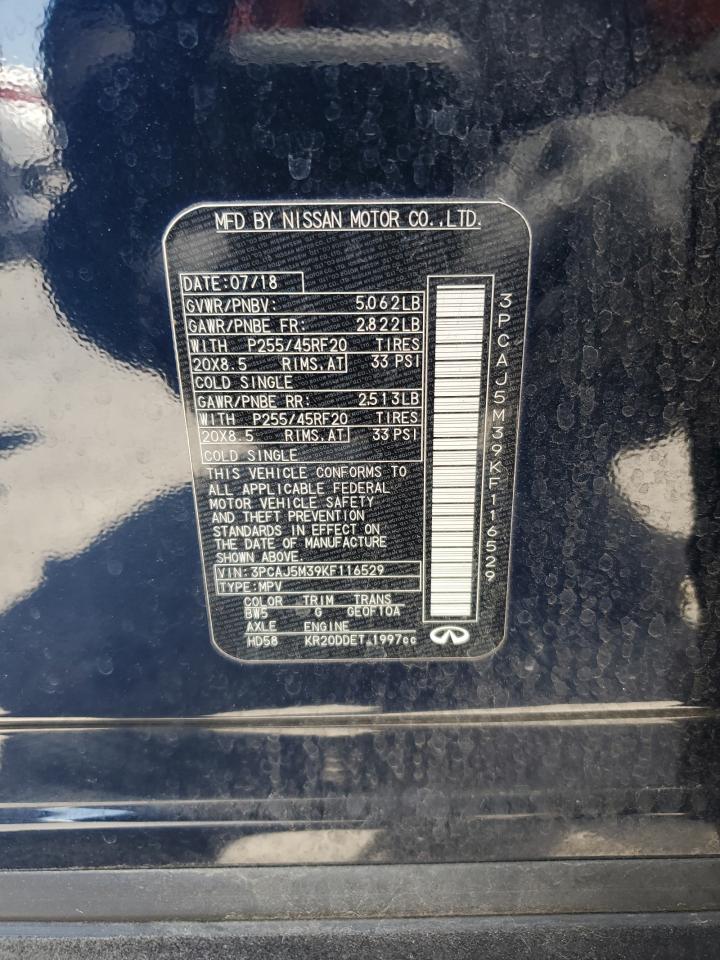 MFD BY NISSAN MOTOR CO.,LTD.
DATE:07/18
GVWR/PNBV: 5,062LB
GAWR/PNBE FR: 2,822LB
WITH P255/45RF20 TIRES
20X8.5 RIMS,AT 33 PSI
COLD SINGLE
GAWR/PNBE RR: 2,513LB
WITH P255/45RF20 TIRES
20X8.5 RIMS,AT 33 PSI
COLD SINGLE
THIS VEHICLE CONFORMS TO
ALL APPLICABLE FEDERAL
MOTOR VEHICLE SAFETY
AND THEFT PREVENTION
STANDARDS IN EFFECT ON
THE DATE OF MANUFACTURE
SHOWN ABOVE
VIN:3PCAJ5M39KF116529
TYPE:MPV
COLOR TRIM TRANS
BW5 G GE0F10A
AXLE ENGINE
HD58 KR20DDET 1997cc
3PCAJ5M39KF116529